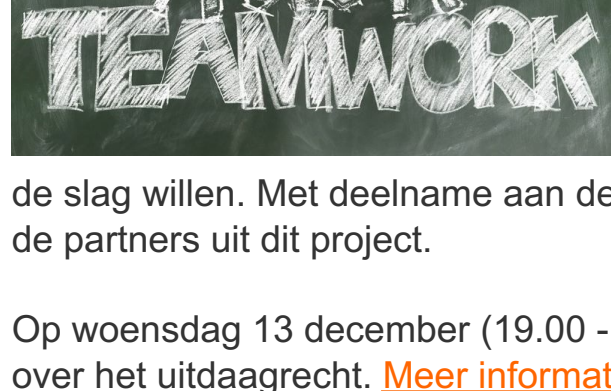 TEAMWORK
de slag willen. Met deelname aan de
de partners uit dit project.
Op woensdag 13 december (19.00 -
over het uitdaagrecht. Meer informat